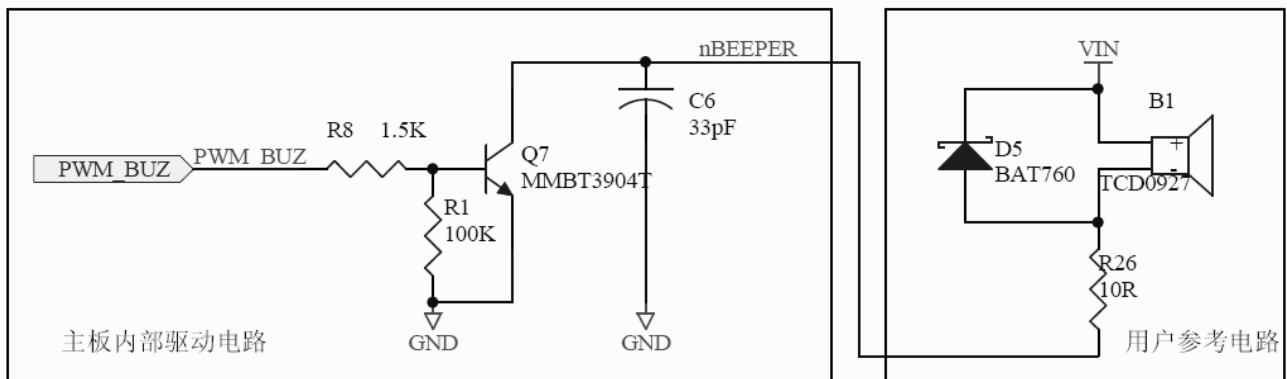 nBEEPER
VIN
B1
C6
33pF
R8 1.5K
PWM_BUZ
PWM_BUZ
Q7
MMBT3904T
D5
BAT760
+
-
TCD0927
R1
100K
R26
10R
主板内部驱动电路
GND
GND
用户参考电路